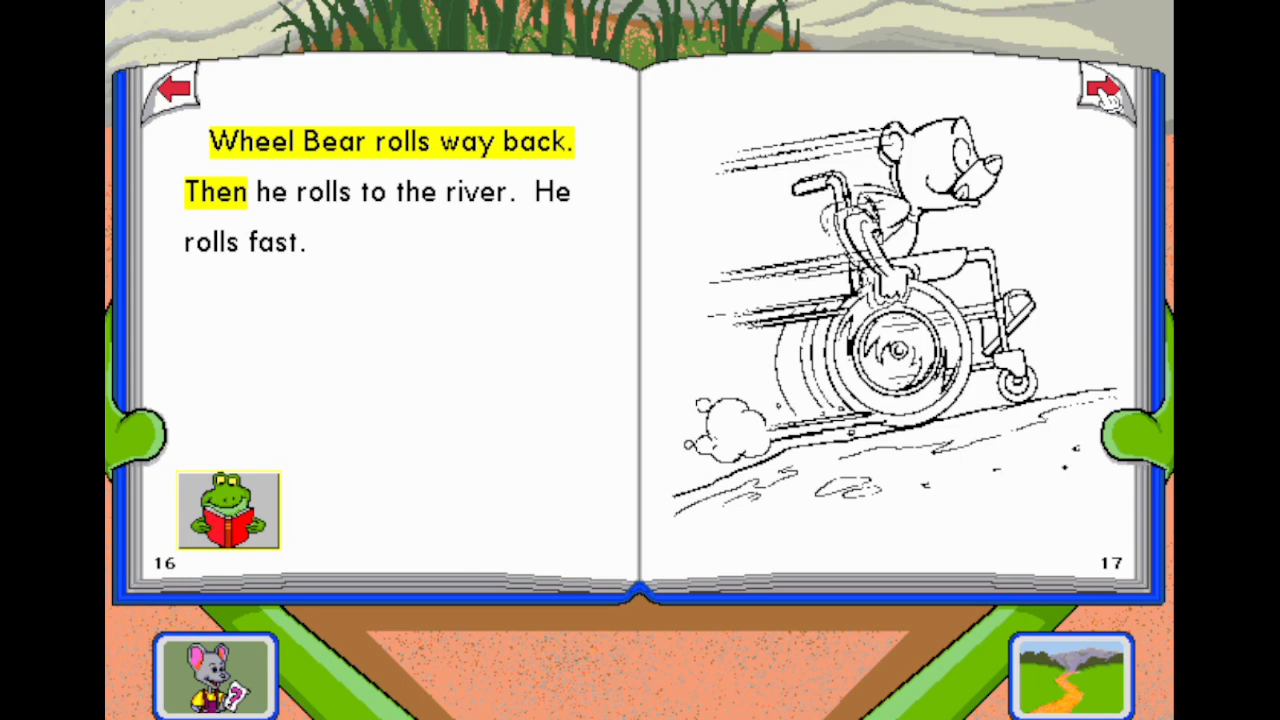 Wheel Bear rolls way back.
Then he rolls to the river. He
rolls fast.
16
17